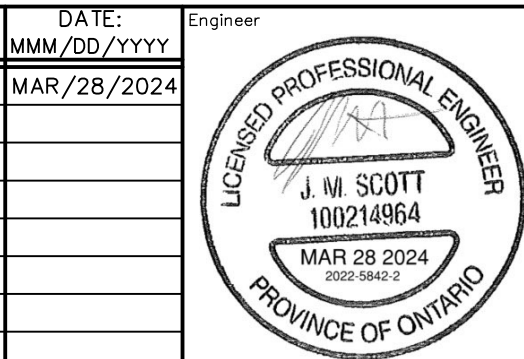 DATE:
MMM/DD/YYYY
MAR/28/2024
Engineer
LICENSED PROFESSIONAL ENGINEER
J. M. SCOTT
100214964
MAR 28 2024
2022-5842-2
PROVINCE OF ONTARIO